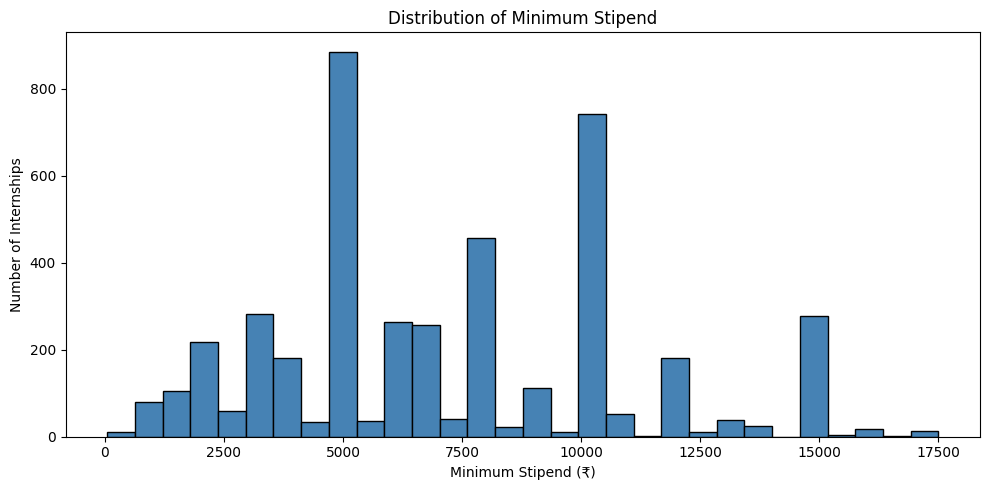 Distribution of Minimum Stipend
Number of Internships
800
600
400
200
0
0 2500 5000 7500 10000 12500 15000 17500
Minimum Stipend (₹)